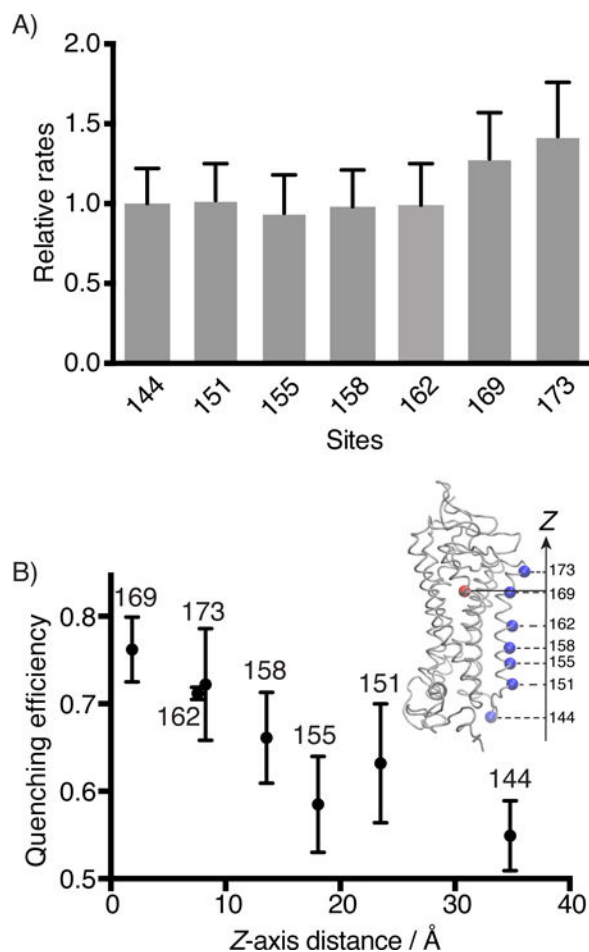 A)
2.0
1.5
1.0
0.5
0.0
Relative rates
144 151 155 158 162 169 173
Sites
B)
Z
173
169
162
158
155
151
144
0.8
0.7
0.6
0.5
Quenching efficiency
169
173
162
158
155
151
144
0 10 20 30 40
Z-axis distance / Å